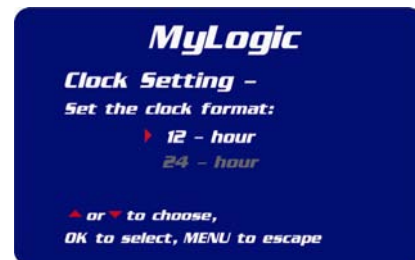 MyLogic
Clock Setting –
Set the clock format:
12 - hour
24 - hour
or to choose,
OK to select, MENU to escape